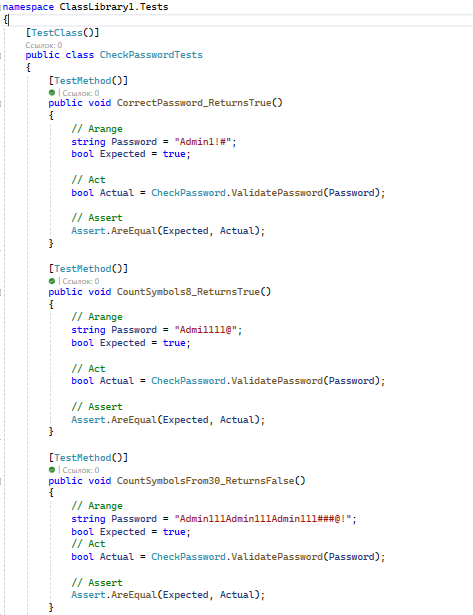 namespace ClassLibrary1.Tests
{
[TestClass()]
Ссылок: 0
public class CheckPasswordTests
{
[TestMethod()]
| Ссылок: 0
public void CorrectPassword_ReturnsTrue()
{
// Arange
string Password = "Admin1!#";
bool Expected = true;
// Act
bool Actual = CheckPassword.ValidatePassword(Password);
// Assert
Assert.AreEqual(Expected, Actual);
}
[TestMethod()]
| Ссылок: 0
public void CountSymbols8_ReturnsTrue()
{
// Arange
string Password = "Admi1111@";
bool Expected = true;
// Act
bool Actual = CheckPassword.ValidatePassword(Password);
// Assert
Assert.AreEqual(Expected, Actual);
}
[TestMethod()]
| Ссылок: 0
public void CountSymbolsFrom30_ReturnsFalse()
{
// Arange
string Password = "Admin111Admin111Admin111###@!";
bool Expected = true;
// Act
bool Actual = CheckPassword.ValidatePassword(Password);
// Assert
Assert.AreEqual(Expected, Actual);
}